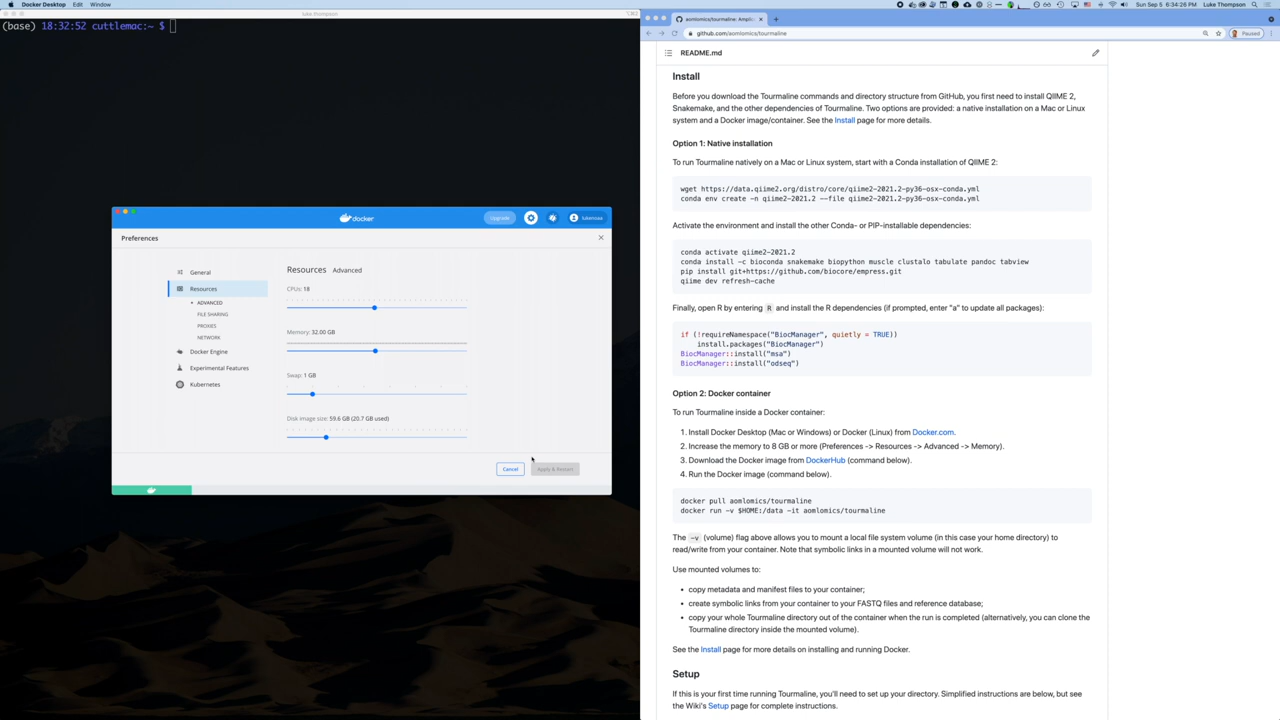 Docker Desktop Edit Window
Luke Thompson Sun Sep 5 6:34:26 PM
luke thompson
(base) 18:32:52 cuttlemac:~ $
docker
Upgrade
Preferences
General
Resources
ADVANCED
FILE SHARING
PROXIES
NETWORK
Docker Engine
Experimental Features
Kubernetes
Resources Advanced
CPUs: 18
Memory: 32.00 GB
Swap: 1 GB
Disk image size: 59.6 GB (20.7 GB used)
Cancel Apply & Restart
github.com/aomlomics/tourmaline
Paused
README.md
Install
Before you download the Tourmaline commands and directory structure from GitHub, you first need to install QIIME 2,
Snakemake, and the other dependencies of Tourmaline. Two options are provided: a native installation on a Mac or Linux
system and a Docker image/container. See the Install page for more details.
Option 1: Native installation
To run Tourmaline natively on a Mac or Linux system, start with a Conda installation of QIIME 2:
wget https://data.qiime2.org/distro/core/qiime2-2021.2-py36-osx-conda.yml
conda env create -n qiime2-2021.2 --file qiime2-2021.2-py36-osx-conda.yml
Activate the environment and install the other Conda- or PIP-installable dependencies:
conda activate qiime2-2021.2
conda install -c bioconda snakemake biopython muscle clustalo tabulate pandoc tabview
pip install git+https://github.com/biocore/empress.git
qiime dev refresh-cache
Finally, open R by entering R and install the R dependencies (if prompted, enter "a" to update all packages):
if (!requireNamespace("BiocManager", quietly = TRUE))
install.packages("BiocManager")
BiocManager::install("msa")
BiocManager::install("odseq")
Option 2: Docker container
To run Tourmaline inside a Docker container:
1. Install Docker Desktop (Mac or Windows) or Docker (Linux) from Docker.com.
2. Increase the memory to 8 GB or more (Preferences -> Resources -> Advanced -> Memory).
3. Download the Docker image from DockerHub (command below).
4. Run the Docker image (command below).
docker pull aomlomics/tourmaline
docker run -v $HOME:/data -it aomlomics/tourmaline
The -v (volume) flag above allows you to mount a local file system volume (in this case your home directory) to
read/write from your container. Note that symbolic links in a mounted volume will not work.
Use mounted volumes to:
• copy metadata and manifest files to your container;
• create symbolic links from your container to your FASTQ files and reference database;
• copy your whole Tourmaline directory out of the container when the run is completed (alternatively, you can clone the
Tourmaline directory inside the mounted volume).
See the Install page for more details on installing and running Docker.
Setup
If this is your first time running Tourmaline, you'll need to set up your directory. Simplified instructions are below, but see
the Wiki's Setup page for complete instructions.